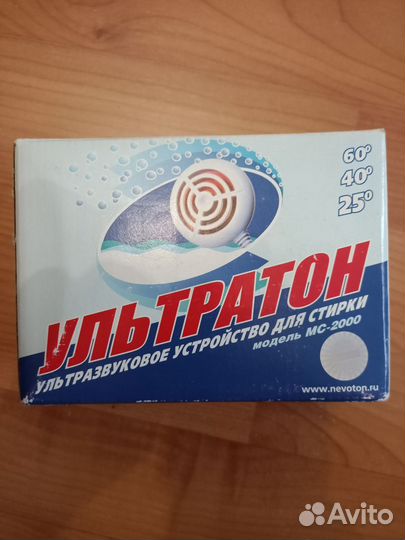 60°
40°
25°
УЛЬТРАТОН
УЛЬТРАЗВУКОВОЕ УСТРОЙСТВО ДЛЯ СТИРКИ
МОДЕЛЬ МС-2000
www.nevoton.ru
Avito